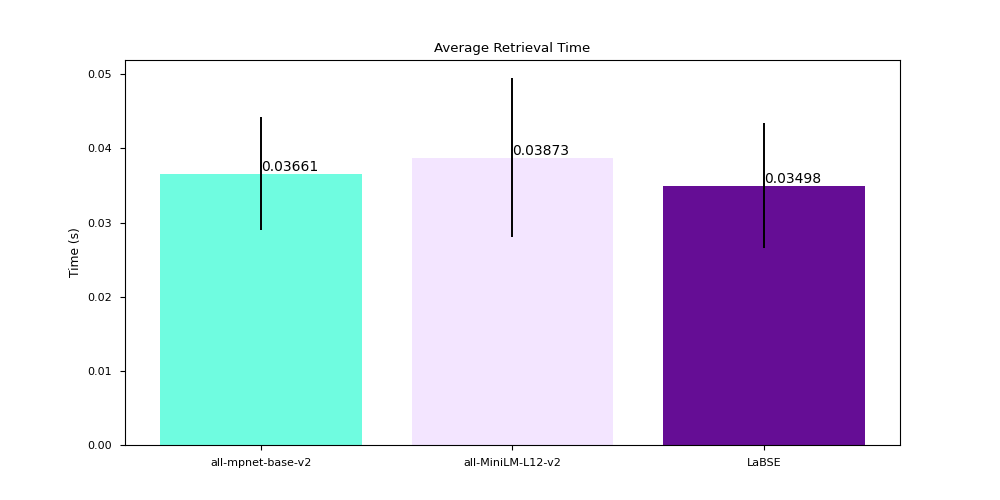 Average Retrieval Time
Time (s)
0.05
0.04
0.03
0.02
0.01
0.00
0.03661
0.03873
0.03498
all-mpnet-base-v2
all-MiniLM-L12-v2
LaBSE